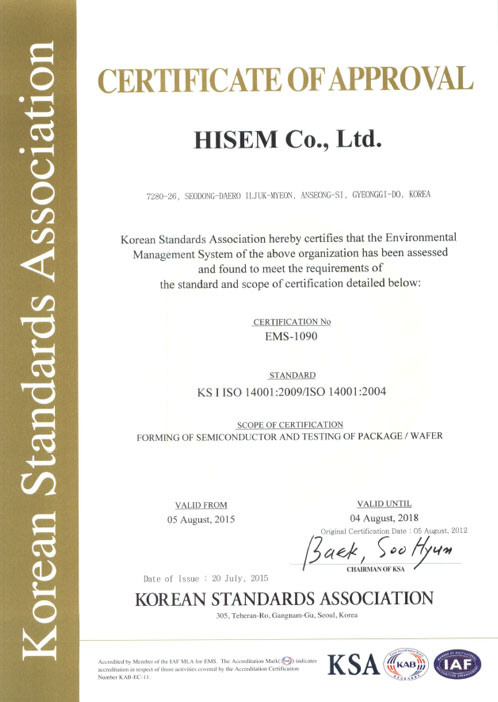 Korean Standards Association
CERTIFICATE OF APPROVAL
HISEM Co., Ltd.
7280-26, SEODONG-DAERO ILJUK-MYEON, ANSEONG-SI, GYEONGGI-DO, KOREA
Korean Standards Association hereby certifies that the Environmental
Management System of the above organization has been assessed
and found to meet the requirements of
the standard and scope of certification detailed below:
CERTIFICATION No
EMS-1090
STANDARD
KS I ISO 14001:2009/ISO 14001:2004
SCOPE OF CERTIFICATION
FORMING OF SEMICONDUCTOR AND TESTING OF PACKAGE / WAFER
VALID FROM
05 August, 2015
VALID UNTIL
04 August, 2018
Original Certification Date : 05 August, 2012
Baek, Soo Hyun
CHAIRMAN OF KSA
Date of Issue : 20 July, 2015
KOREAN STANDARDS ASSOCIATION
305, Teheran-Ro, Gangnam-Gu, Seoul, Korea
Accredited by Member of the IAF MLA for EMS. The Accreditation Mark( ) indicates
accreditation in respect of those activities covered by the Accreditation Certification
Number KAB-EC-11.
KSA
KAB
IAF